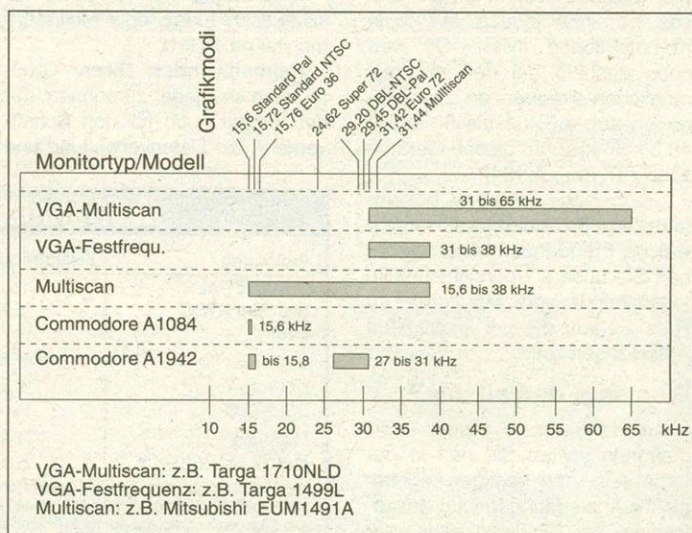 Grafikmodi
15,6 Standard Pal
15,72 Standard NTSC
15,76 Euro 36
24,62 Super 72
29,20 DBL-NTSC
29,45 DBL-Pal
31,42 Euro 72
31,44 Multiscan
Monitortyp/Modell
VGA-Multiscan 31 bis 65 kHz
VGA-Festfrequ. 31 bis 38 kHz
Multiscan 15,6 bis 38 kHz
Commodore A1084 15,6 kHz
Commodore A1942 bis 15,8 27 bis 31 kHz
10 15 20 25 30 35 40 45 50 55 60 65 kHz
VGA-Multiscan: z.B. Targa 1710NLD
VGA-Festfrequenz: z.B. Targa 1499L
Multiscan: z.B. Mitsubishi EUM1491A